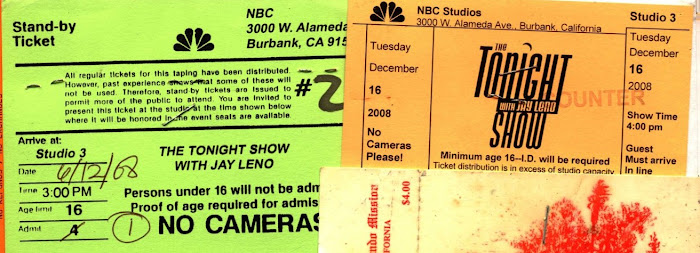 Stand-by
Ticket
NBC
3000 W. Alameda
Burbank, CA 915
All regular tickets for this taping have been distributed.
However, past experience shows that some of these will
not be used. Therefore, stand-by tickets are issued to
permit more of the public to attend. You are invited to
present this ticket at the studio at the time shown below
where it will be honored in the event seats are available.
#2
Arrive at:
Studio 3
Date 6/12/08
Time 3:00 PM
Age limit 16
Admit 4 1
THE TONIGHT SHOW
WITH JAY LENO
Persons under 16 will not be adm
Proof of age required for admis
NO CAMERAS
NBC Studios
3000 W. Alameda Ave., Burbank, California
Studio 3
Tuesday
December
16
2008
No
Cameras
Please!
THE
TONIGHT
WITH JAY LENO
SHOW
OUNTER
Minimum age 16–I.D. will be required
Ticket distribution is in excess of studio capacity
Tuesday
December
16
2008
Show Time
4:00 pm
Guest
Must arrive
In line
ndo Mission
FORNIA
$4.00